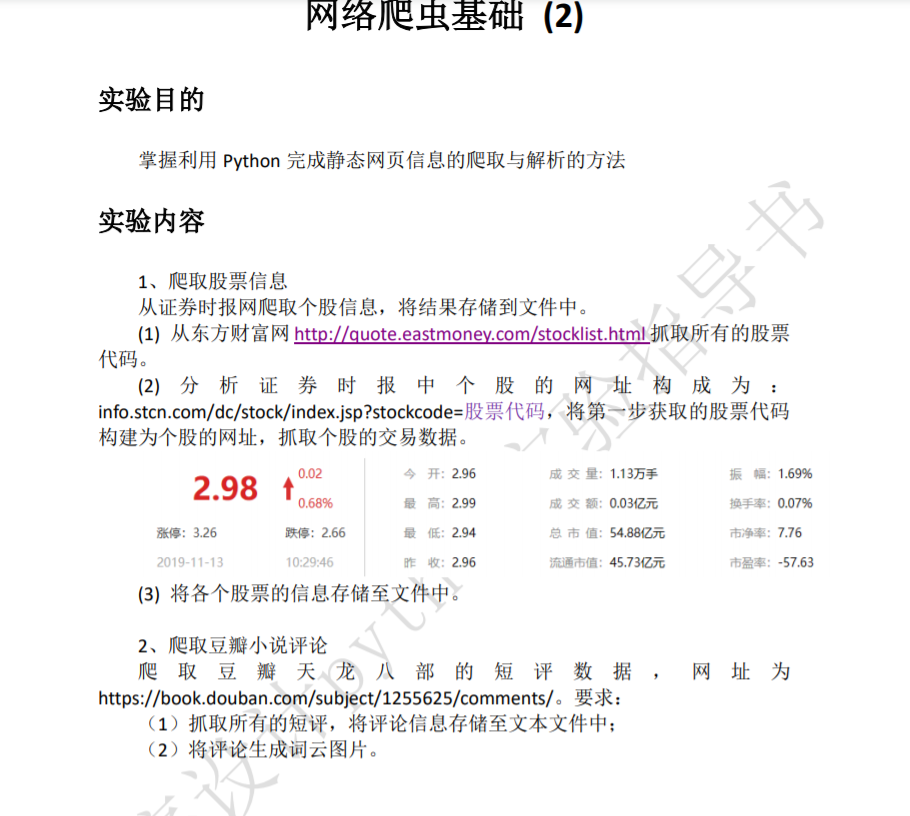 网络爬虫基础 (2)
实验目的
掌握利用 Python 完成静态网页信息的爬取与解析的方法
实验内容
1、爬取股票信息
从证券时报网爬取个股信息，将结果存储到文件中。
(1) 从东方财富网 http://quote.eastmoney.com/stocklist.html 抓取所有的股票
代码。
(2) 分析证券时报中个股的网址构成为：
info.stcn.com/dc/stock/index.jsp?stockcode=股票代码，将第一步获取的股票代码
构建为个股的网址，抓取个股的交易数据。
2.98 0.02
0.68%
涨停: 3.26 跌停: 2.66
2019-11-13 10:29:46
今 开: 2.96 成 交 量: 1.13万手 振 幅: 1.69%
最 高: 2.99 成 交 额: 0.03亿元 换手率: 0.07%
最 低: 2.94 总 市 值: 54.88亿元 市净率: 7.76
昨 收: 2.96 流通市值: 45.73亿元 市盈率: -57.63
(3) 将各个股票的信息存储至文件中。
2、爬取豆瓣小说评论
爬取豆瓣天龙八部的短评数据，网址为
https://book.douban.com/subject/1255625/comments/。要求：
（1）抓取所有的短评，将评论信息存储至文本文件中；
（2）将评论生成词云图片。
设计pyth
实验指导书